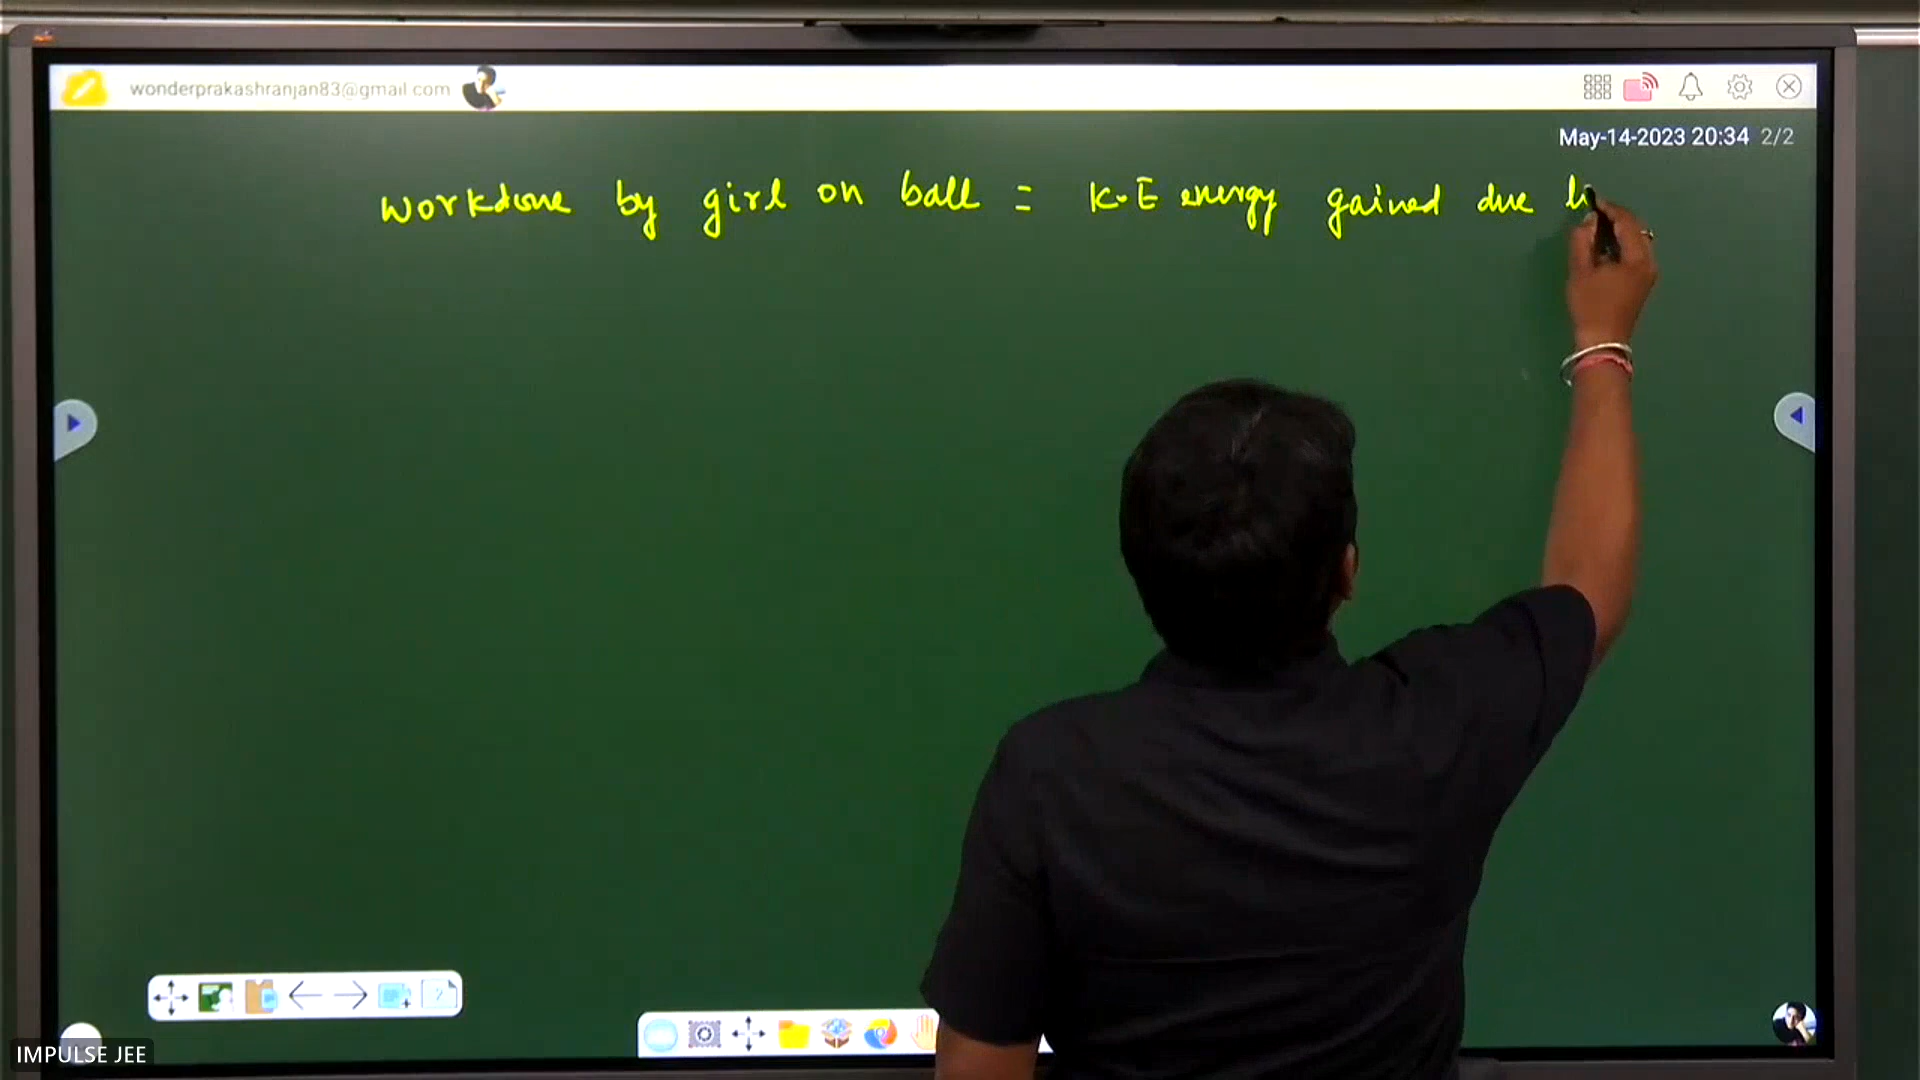 wonderprakashranjan83@gmail.com
May-14-2023 20:34 2/2
workdone by girl on ball = K.E energy gained due
IMPULSE JEE